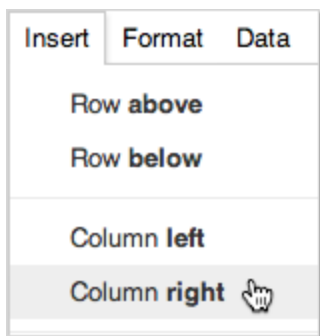 Insert Format Data
Row above
Row below
Column left
Column right